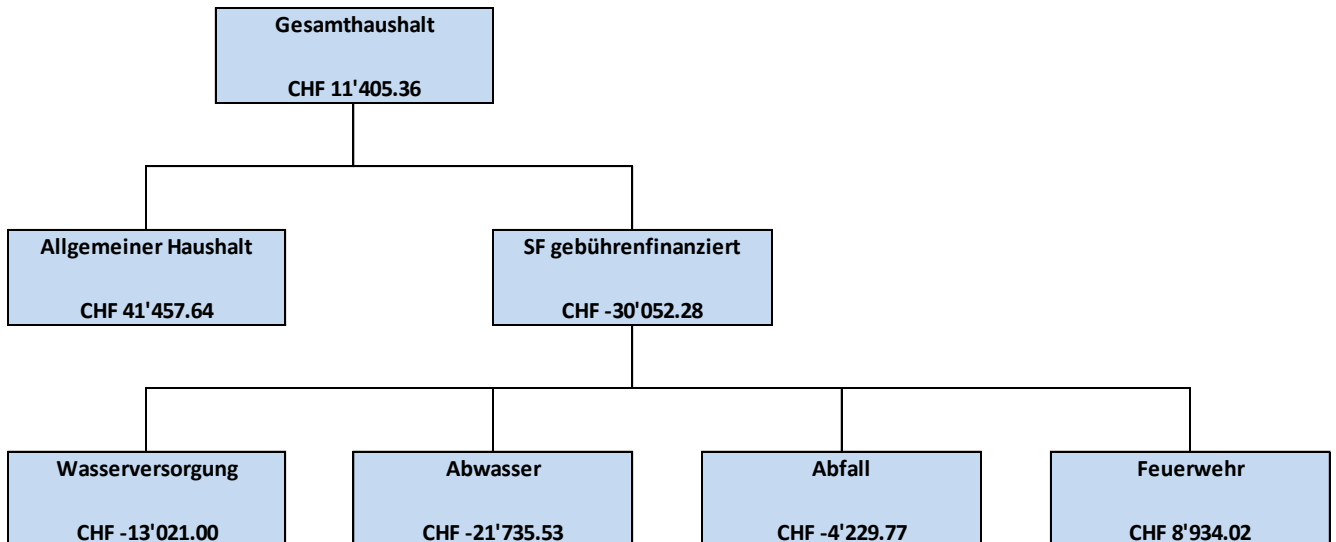 Gesamthaushalt
CHF 11'405.36
Allgemeiner Haushalt
CHF 41'457.64
SF gebührenfinanziert
CHF -30'052.28
Wasserversorgung
CHF -13'021.00
Abwasser
CHF -21'735.53
Abfall
CHF -4'229.77
Feuerwehr
CHF 8'934.02